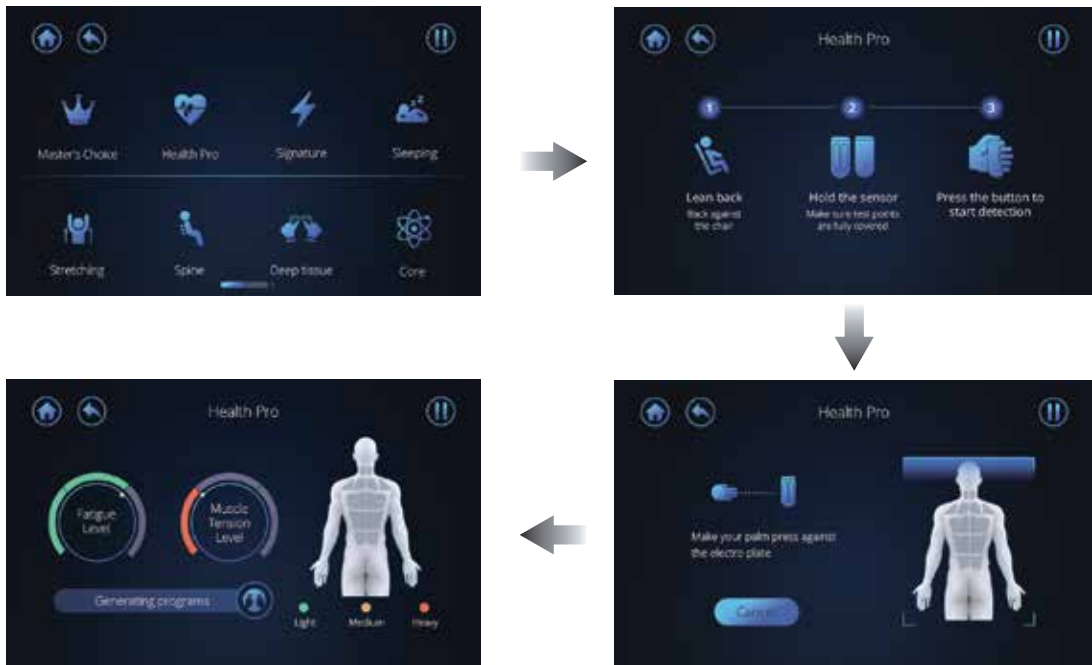 Master's Choice
Health Pro
Signature
Sleeping
Stretching
Spine
Deep tissue
Core
Health Pro
1
2
3
Lean back
Back against
the chair
Hold the sensor
Make sure test points
are fully covered
Press the button to
start detection
Health Pro
Fatigue
Level
Muscle
Tension
Level
Generating programs
Light
Medium
Heavy
Health Pro
Make your palm press against
the electro plate
Cancel